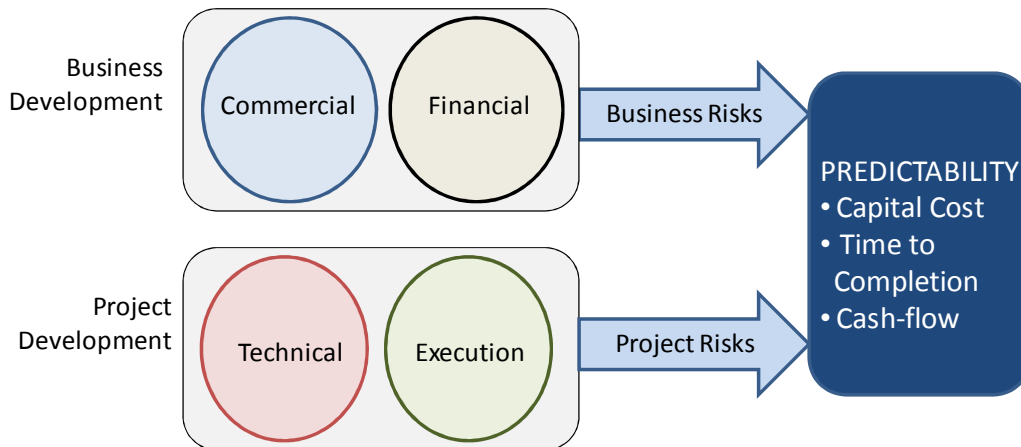 Business
Development
Commercial
Financial
Business Risks
Project
Development
Technical
Execution
Project Risks
PREDICTABILITY
• Capital Cost
• Time to
Completion
• Cash-flow